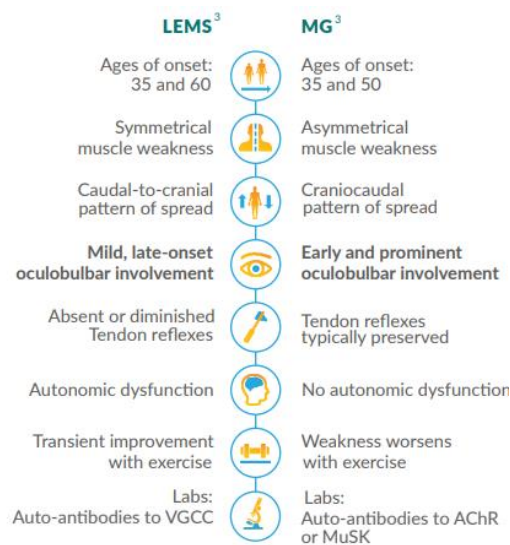 LEMS³ MG³
Ages of onset:
35 and 60
Ages of onset:
35 and 50
Symmetrical
muscle weakness
Asymmetrical
muscle weakness
Caudal-to-cranial
pattern of spread
Craniocaudal
pattern of spread
Mild, late-onset
oculobulbar involvement
Early and prominent
oculobulbar involvement
Absent or diminished
Tendon reflexes
Tendon reflexes
typically preserved
Autonomic dysfunction
No autonomic dysfunction
Transient improvement
with exercise
Weakness worsens
with exercise
Labs:
Auto-antibodies to VGCC
Labs:
Auto-antibodies to AChR
or MuSK